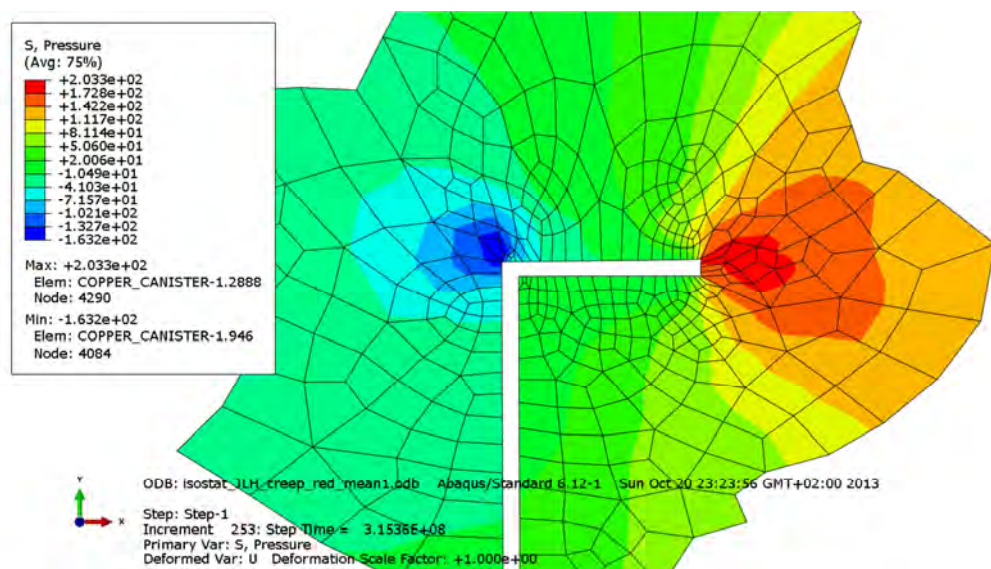 S, Pressure
(Avg: 75%)
+2.033e+02
+1.728e+02
+1.422e+02
+1.117e+02
+8.114e+01
+5.060e+01
+2.006e+01
-1.049e+01
-4.103e+01
-7.157e+01
-1.021e+02
-1.327e+02
-1.632e+02
Max: +2.033e+02
Elem: COPPER_CANISTER-1.2888
Node: 4290
Min: -1.632e+02
Elem: COPPER_CANISTER-1.946
Node: 4084
ODB: isostat_JLH_creep_red_mean1.odb Abaqus/Standard 6.12-1 Sun Oct 20 23:23:56 GMT+02:00 2013
Y
X
Step: Step-1
Increment 253: Step Time = 3.1536E+08
Primary Var: S, Pressure
Deformed Var: U Deformation Scale Factor: +1.000e+00